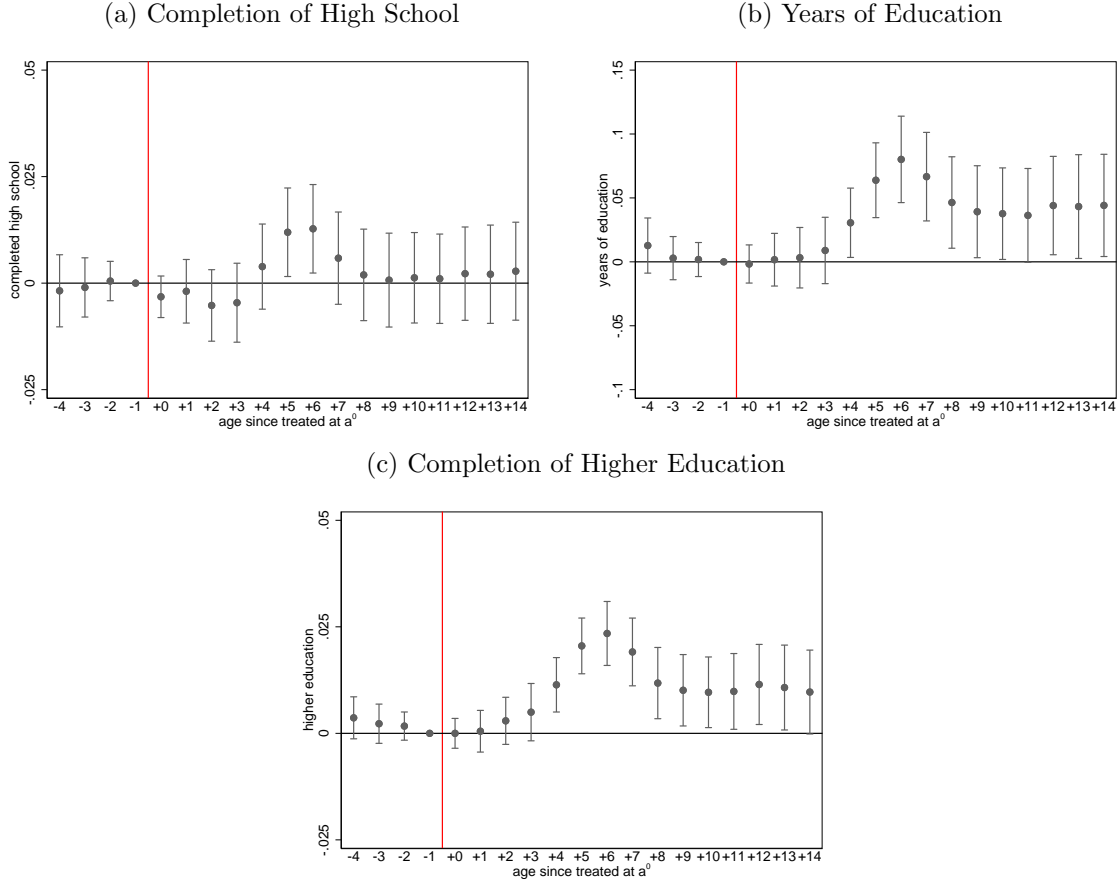 (a) Completion of High School
completed high school
.05
.025
0
-.025
-4 -3 -2 -1 +0 +1 +2 +3 +4 +5 +6 +7 +8 +9 +10 +11 +12 +13 +14
age since treated at a⁰
(b) Years of Education
years of education
.15
.1
.05
0
-.05
-.1
-4 -3 -2 -1 +0 +1 +2 +3 +4 +5 +6 +7 +8 +9 +10 +11 +12 +13 +14
age since treated at a⁰
(c) Completion of Higher Education
higher education
.05
.025
0
-.025
-4 -3 -2 -1 +0 +1 +2 +3 +4 +5 +6 +7 +8 +9 +10 +11 +12 +13 +14
age since treated at a⁰